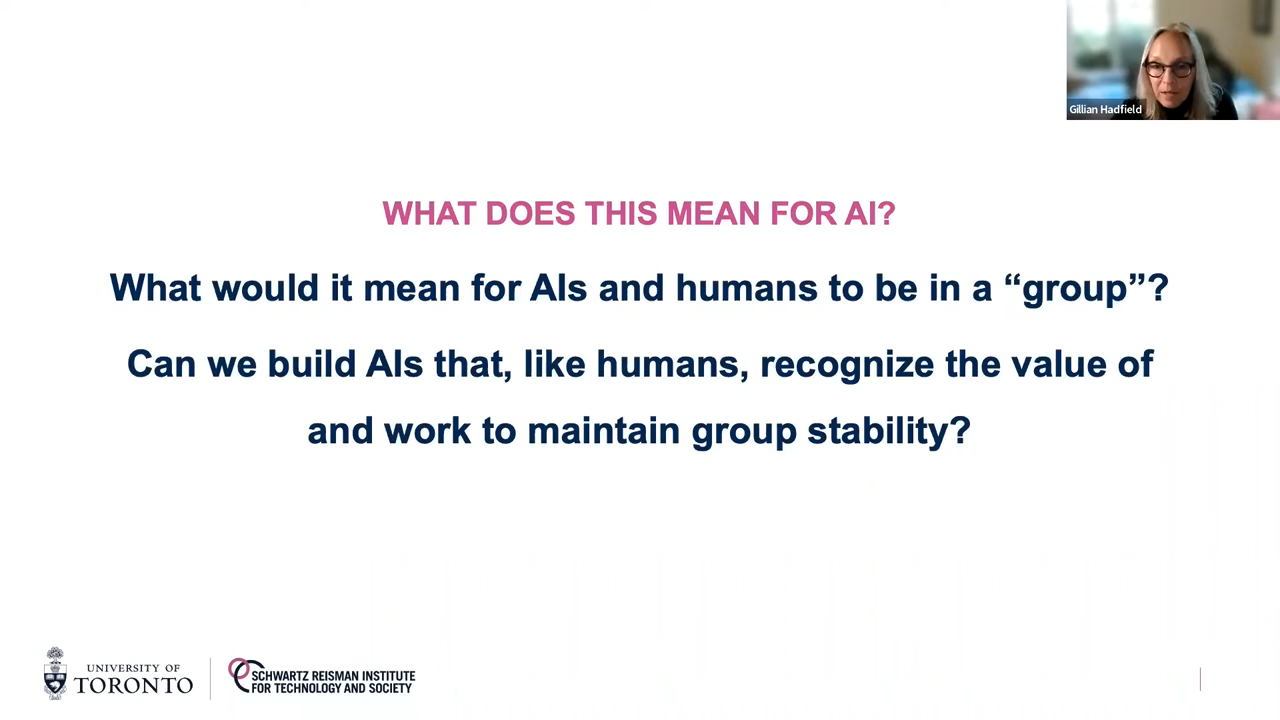 Gillian Hadfield
WHAT DOES THIS MEAN FOR AI?
What would it mean for AIs and humans to be in a “group”?
Can we build AIs that, like humans, recognize the value of
and work to maintain group stability?
UNIVERSITY OF
TORONTO
SCHWARTZ REISMAN INSTITUTE
FOR TECHNOLOGY AND SOCIETY